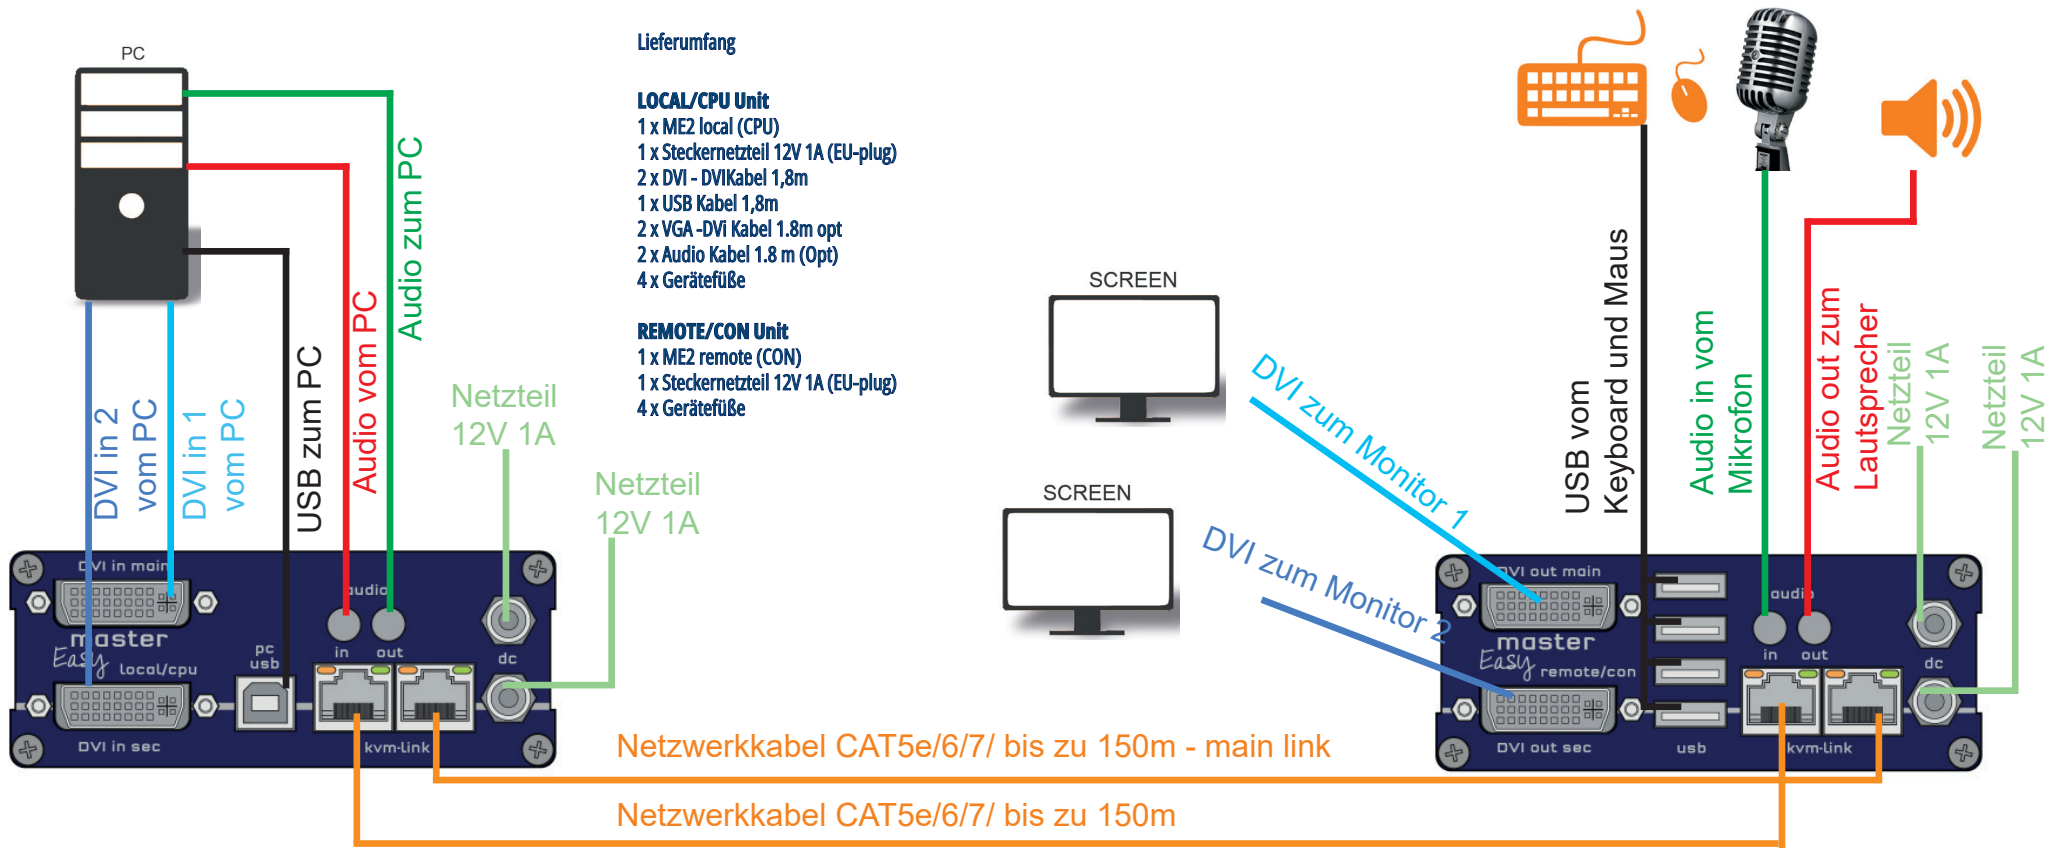 PC
Lieferumfang
LOCAL/CPU Unit
1 x ME2 local (CPU)
1 x Steckernetzteil 12V 1A (EU-plug)
2 x DVI - DVIKabel 1,8m
1 x USB Kabel 1,8m
2 x VGA -DVi Kabel 1.8m opt
2 x Audio Kabel 1.8 m (Opt)
4 x Gerätefüße
REMOTE/CON Unit
1 x ME2 remote (CON)
1 x Steckernetzteil 12V 1A (EU-plug)
4 x Gerätefüße
DVI in 2
vom PC
DVI in 1
vom PC
USB zum PC
Audio vom PC
Audio zum PC
Netzteil
12V 1A
Netzteil
12V 1A
SCREEN
SCREEN
DVI zum Monitor 1
DVI zum Monitor 2
USB vom
Keyboard und Maus
Audio in vom
Mikrofon
Audio out zum
Lautsprecher
Netzteil
12V 1A
Netzteil
12V 1A
DVI in main
master
Easy
local/cpu
DVI in sec
pc
usb
audio
in
out
kvm-link
dc
DVI out main
master
Easy
remote/con
DVI out sec
usb
audio
in
out
kvm-link
dc
Netzwerkkabel CAT5e/6/7/ bis zu 150m - main link
Netzwerkkabel CAT5e/6/7/ bis zu 150m